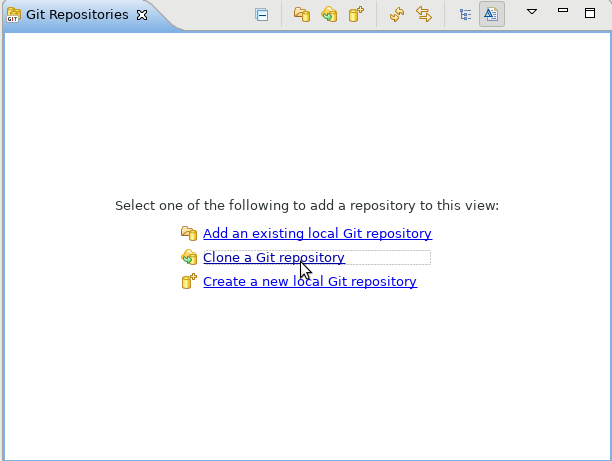 Git Repositories
Select one of the following to add a repository to this view:
Add an existing local Git repository
Clone a Git repository
Create a new local Git repository